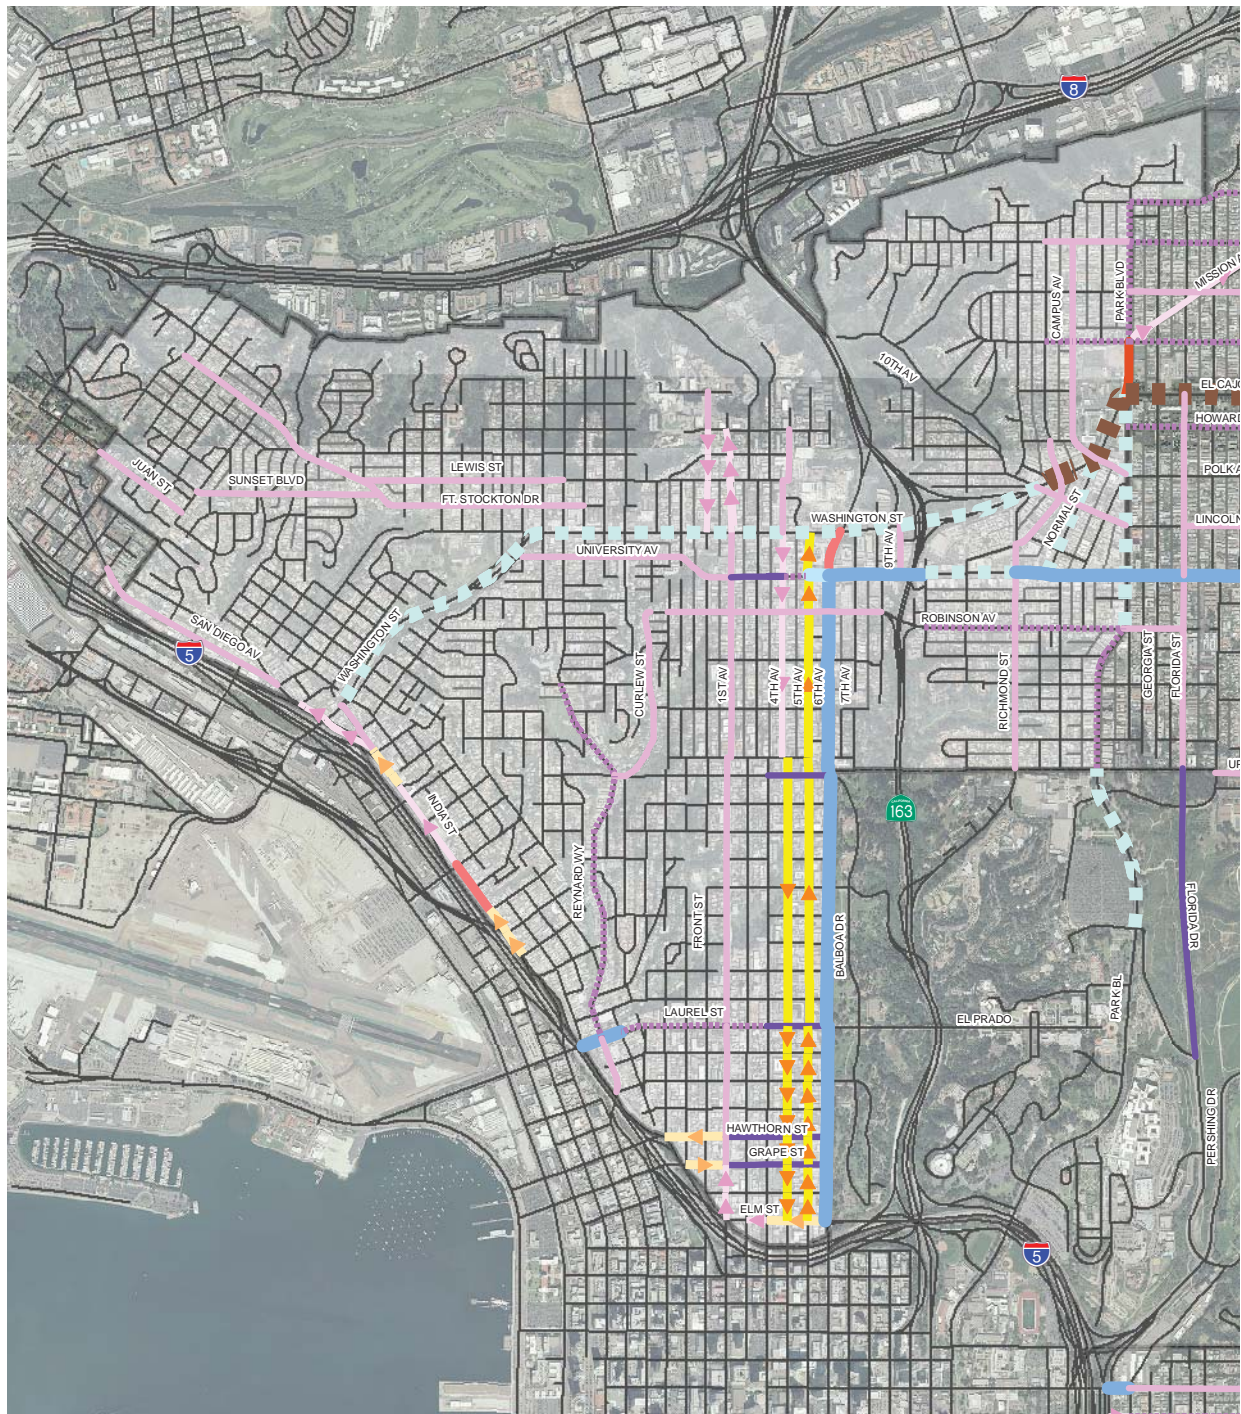 8
MISSION A
PARK BLVD
CAMPUS AV
10TH AV
EL CAJO
HOWARD
LEWIS ST
JUAN ST
SUNSET BLVD
POLK A
FT. STOCKTON DR
WASHINGTON ST
NORMAL ST
LINCOLN
UNIVERSITY AV
9TH AV
WASHINGTON ST
ROBINSON AV
SAN DIEGO AV
5
CURLEW ST
1ST AV
4TH AV
5TH AV
6TH AV
7TH AV
RICHMOND ST
GEORGIA ST
FLORIDA ST
UP
INDIA ST
CALIFORNIA
163
REYNARD WY
FRONT ST
BALBOA DR
FLORIDA DR
PARK BL
LAUREL ST
EL PRADO
HAWTHORN ST
GRAPE ST
PERSHING DR
ELM ST
5